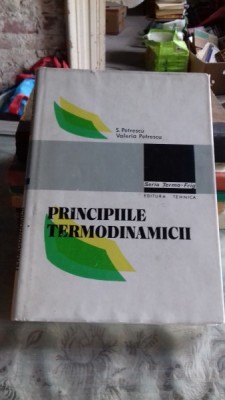 S. Petrescu
Valeria Petrescu
Seria Termo-Frig
EDITURA TEHNICA
PRINCIPIILE
TERMODINAMICII